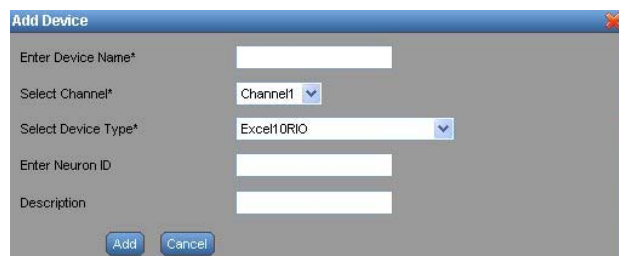 Add Device
Enter Device Name*
Select Channel* Channel1
Select Device Type* Excel10RIO
Enter Neuron ID
Description
Add Cancel